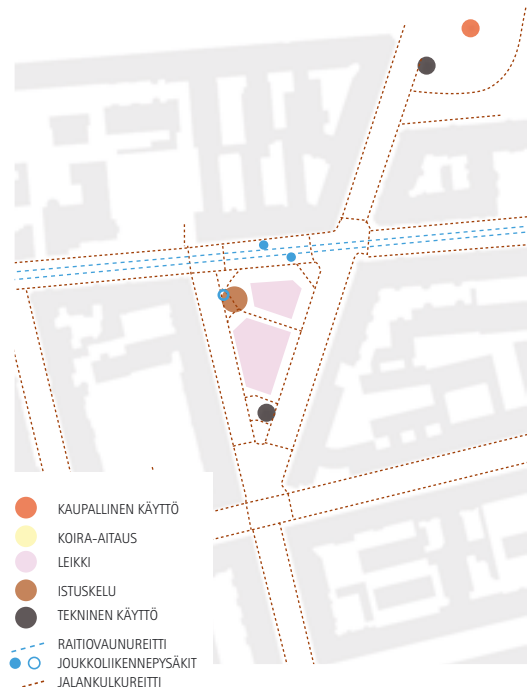 KAUPALLINEN KÄYTTÖ
KOIRA-AITAUS
LEIKKI
ISTUSKELU
TEKNINEN KÄYTTÖ
RAITIOVAUNUREITTI
JOUKKOLIIKENNEPYSÄKIT
JALANKULKUREITTI